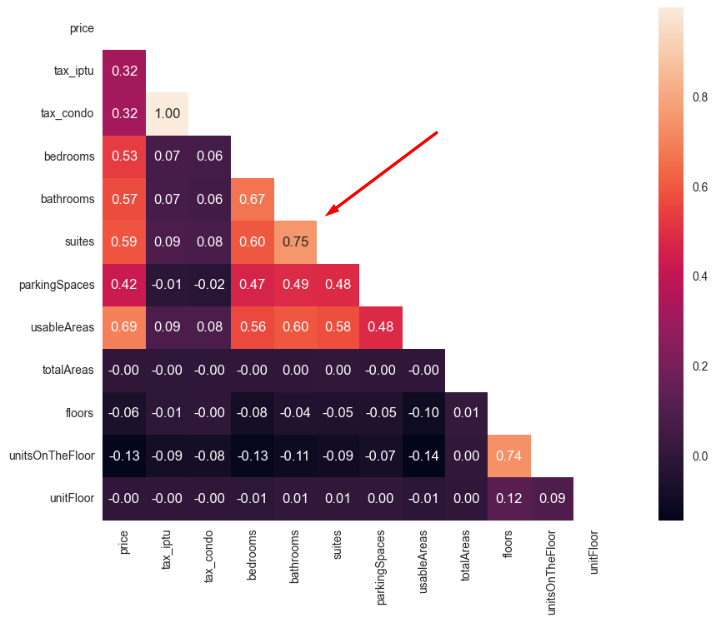 price
tax_iptu 0.32
tax_condo 0.32 1.00
bedrooms 0.53 0.07 0.06
bathrooms 0.57 0.07 0.06 0.67
suites 0.59 0.09 0.08 0.60 0.75
parkingSpaces 0.42 -0.01 -0.02 0.47 0.49 0.48
usableAreas 0.69 0.09 0.08 0.56 0.60 0.58 0.48
totalAreas -0.00 -0.00 -0.00 -0.00 0.00 0.00 -0.00 -0.00
floors -0.06 -0.01 -0.00 -0.08 -0.04 -0.05 -0.05 -0.10 0.01
unitsOnTheFloor -0.13 -0.09 -0.08 -0.13 -0.11 -0.09 -0.07 -0.14 0.00 0.74
unitFloor -0.00 -0.00 -0.00 -0.01 0.01 0.01 0.00 -0.01 0.00 0.12 0.09
price
tax_iptu
tax_condo
bedrooms
bathrooms
suites
parkingSpaces
usableAreas
totalAreas
floors
unitsOnTheFloor
unitFloor
0.8
0.6
0.4
0.2
0.0